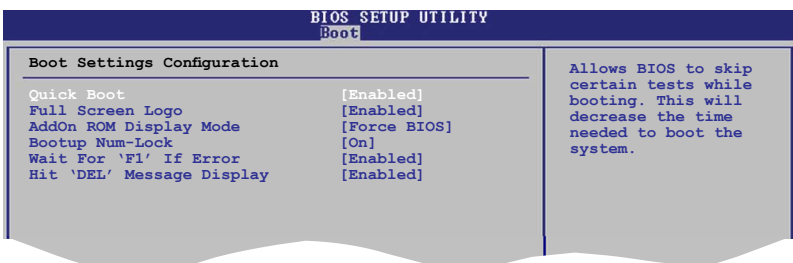 BIOS SETUP UTILITY
Boot
Boot Settings Configuration
Quick Boot [Enabled]
Full Screen Logo [Enabled]
AddOn ROM Display Mode [Force BIOS]
Bootup Num-Lock [On]
Wait For ‘F1’ If Error [Enabled]
Hit ‘DEL’ Message Display [Enabled]
Allows BIOS to skip
certain tests while
booting. This will
decrease the time
needed to boot the
system.